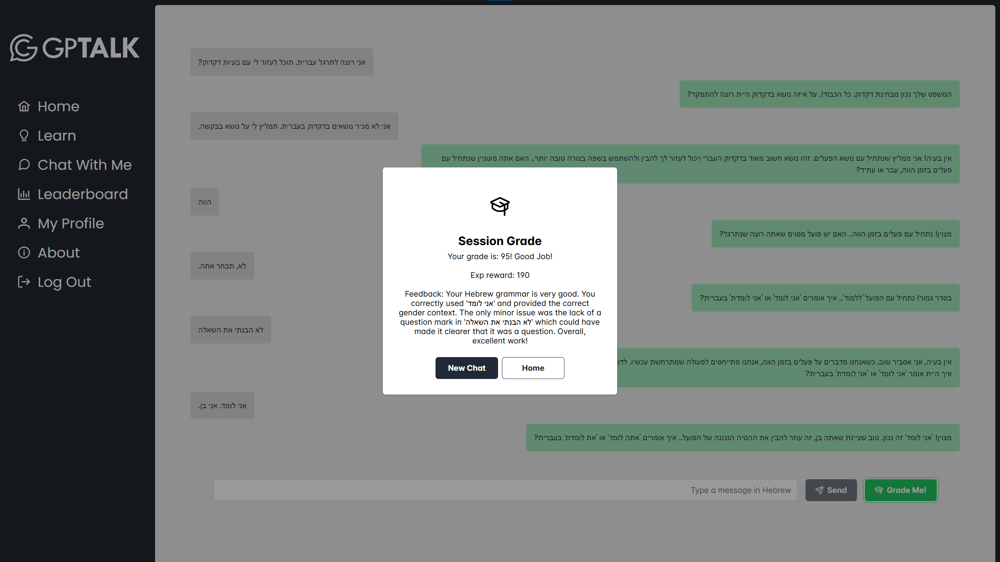 GPTALK
Home
Learn
Chat With Me
Leaderboard
My Profile
About
Log Out
אני רוצה לתרגל עברית. תוכל לעזור לי עם בעיות דקדוק?
המשפט שלך נכון מבחינת דקדוק. כל הכבוד!. על איזה נושא בדקדוק היית רוצה להתמקד?
אני לא מכיר נושאים בדקדוק בעברית. תמליץ לי על נושא בבקשה.
אין בעיה! אני ממליץ שנתחיל עם נושא הפעלים. זהו נושא חשוב מאוד בדקדוק העברי ויכול לעזור לך להבין ולהשתמש בשפה בצורה טובה יותר.. האם אתה מעוניין שנתחיל עם
פעלים בזמן הווה, עבר או עתיד?
הווה
מצוין! נתחיל עם פעלים בזמן הווה.. האם יש פועל מסוים שאתה רוצה שנתרגל?
לא, תבחר אתה.
בסדר גמור! נתחיל עם הפועל 'ללמוד'.. איך אומרים 'אני לומד' או 'אני לומדת' בעברית?
לא הבנתי את השאלה
אין בעיה, אני אסביר שוב. כשאנחנו מדברים על פעלים בזמן הווה, אנחנו מתייחסים לפעולה שמתרחשת עכשיו.
איך היית אומר 'אני לומד' או 'אני לומדת' בעברית?
אני לומד. אני בן.
מצוין! 'אני לומד' זה נכון. טוב שציינת שאתה בן, זה עוזר להבין את ההטיה הנכונה של הפועל.. איך אומרים 'אתה לומד' או 'את לומדת' בעברית?
Session Grade
Your grade is: 95! Good Job!
Exp reward: 190
Feedback: Your Hebrew grammar is very good. You
correctly used 'אני לומד' and provided the correct
gender context. The only minor issue was the lack of a
question mark in 'לא הבנתי את השאלה' which could have
made it clearer that it was a question. Overall,
excellent work!
New Chat
Home
Type a message in Hebrew
Send
Grade Me!